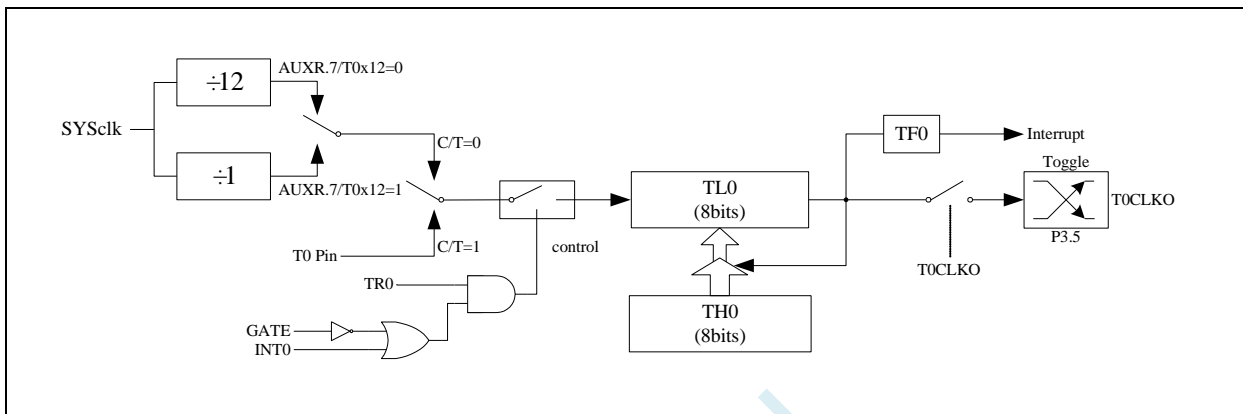 ÷12
AUXR.7/T0x12=0
SYSclk
C/T=0
÷1
AUXR.7/T0x12=1
T0 Pin
C/T=1
control
TR0
GATE
INT0
TL0
(8bits)
TH0
(8bits)
TF0
Interrupt
Toggle
T0CLKO
P3.5
T0CLKO